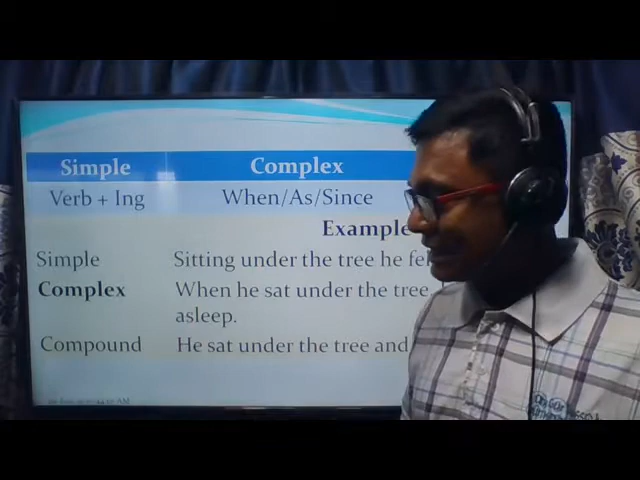 Simple Complex
Verb + Ing When/As/Since
Example
Simple Sitting under the tree he fel
Complex When he sat under the tree
asleep.
Compound He sat under the tree and